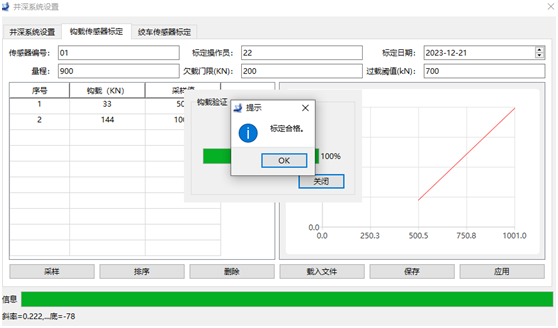 井深系统设置
井深系统设置 钩载传感器标定 绞车传感器标定
传感器编号： 01 标定操作员： 22 标定日期： 2023-12-21
量程： 900 欠载门限(KN)： 200 过载阈值(kN)： 700
序号 钩载（KN） 采样值
1 33 50
2 144 100
钩载验证
提示
标定合格。
OK
100%
关闭
0.0
0.0 250.3 500.5 750.8 1001.0
采样 排序 删除 载入文件 保存 应用
信息
斜率=0.222,...底=-78